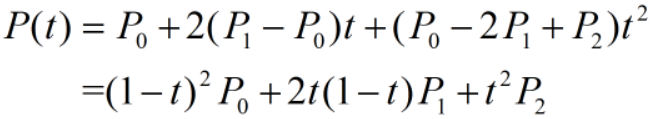 P(t) = P₀ + 2(P₁ − P₀)t + (P₀ − 2P₁ + P₂)t²
=(1−t)² P₀ + 2t(1−t)P₁ + t² P₂